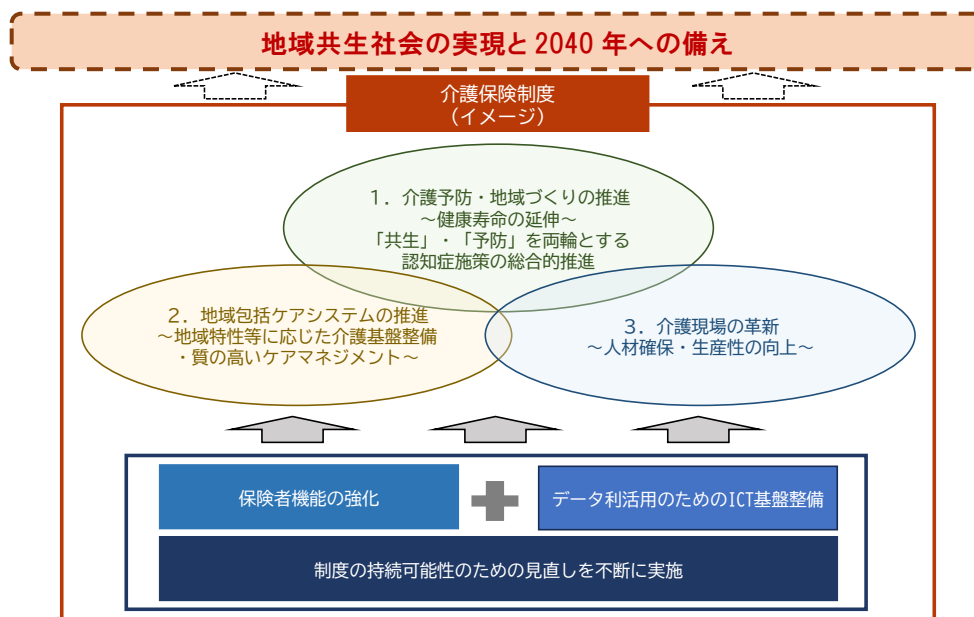 地域共生社会の実現と2040年への備え
介護保険制度
（イメージ）
１．介護予防・地域づくりの推進
～健康寿命の延伸～
「共生」・「予防」を両輪とする
認知症施策の総合的推進
２．地域包括ケアシステムの推進
～地域特性等に応じた介護基盤整備
・質の高いケアマネジメント～
３．介護現場の革新
～人材確保・生産性の向上～
保険者機能の強化
データ利活用のためのICT基盤整備
制度の持続可能性のための見直しを不断に実施